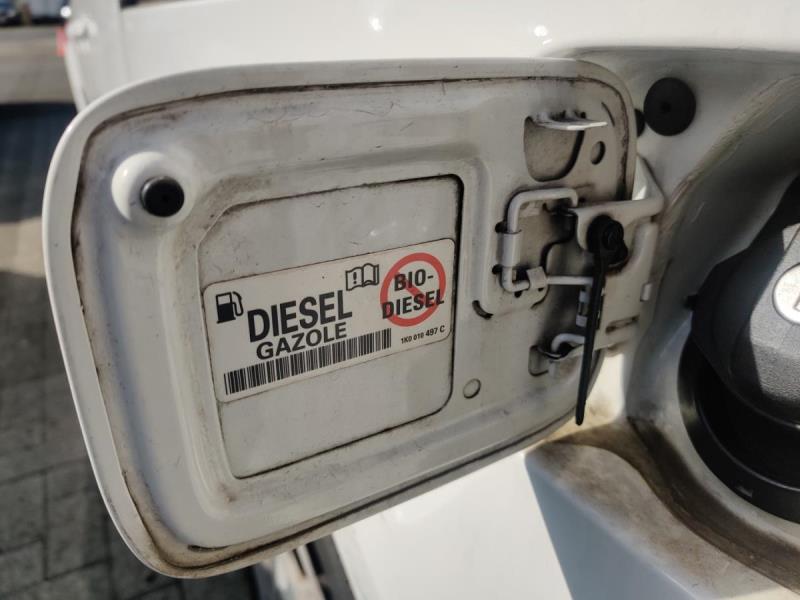 DIESEL
GAZOLE
BIO-
DIESEL
1K0 010 497 C